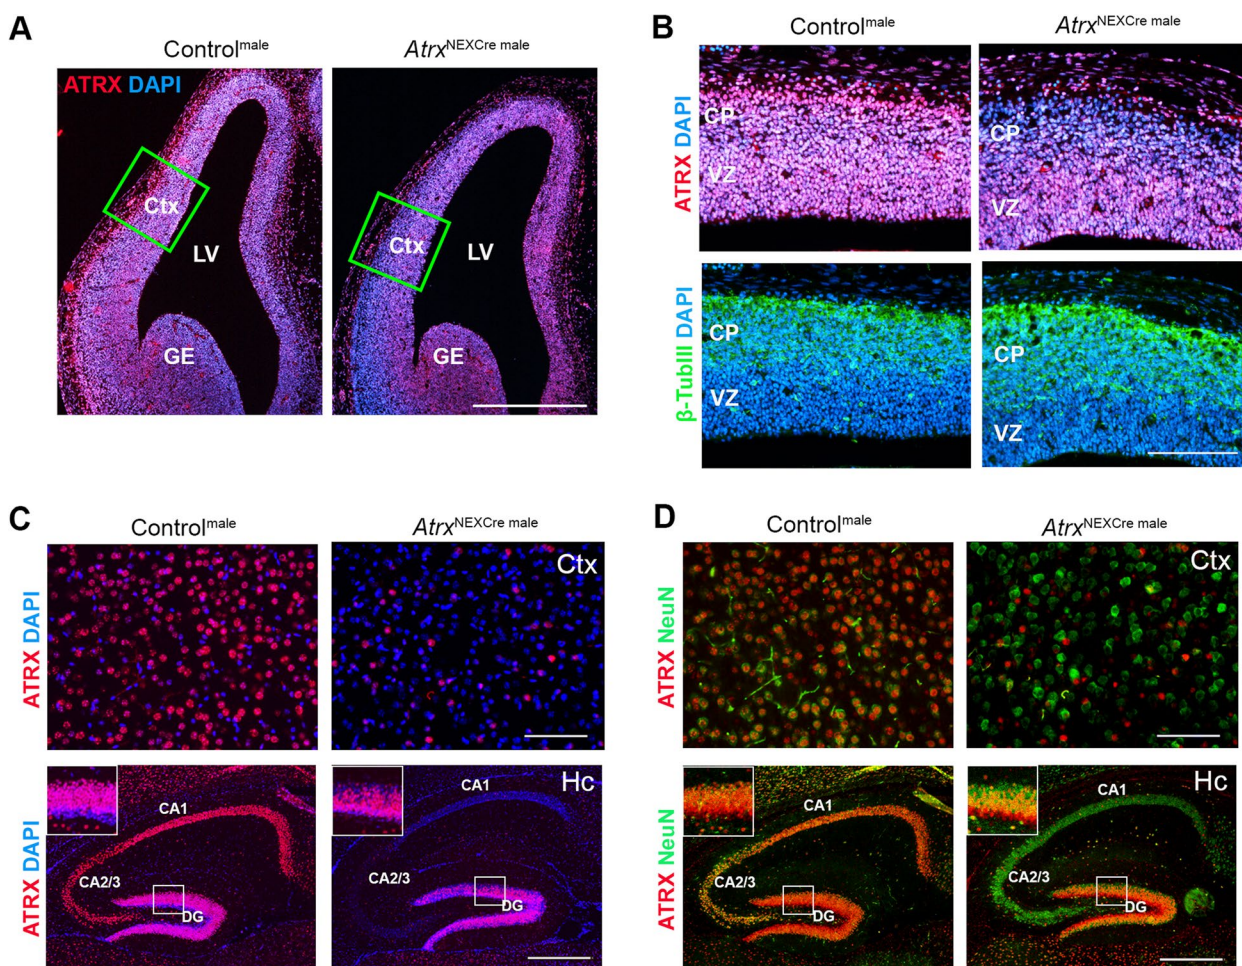 A
Control^male
Atrx^NEXCre male
ATRX DAPI
Ctx
LV
GE
Ctx
LV
GE
B
Control^male
Atrx^NEXCre male
ATRX DAPI
CP
VZ
CP
VZ
β-TubIII DAPI
CP
VZ
CP
VZ
C
Control^male
Atrx^NEXCre male
ATRX DAPI
Ctx
ATRX DAPI
CA1
CA2/3
DG
Hc
CA1
CA2/3
DG
D
Control^male
Atrx^NEXCre male
ATRX NeuN
Ctx
ATRX NeuN
CA1
CA2/3
DG
Hc
CA1
CA2/3
DG